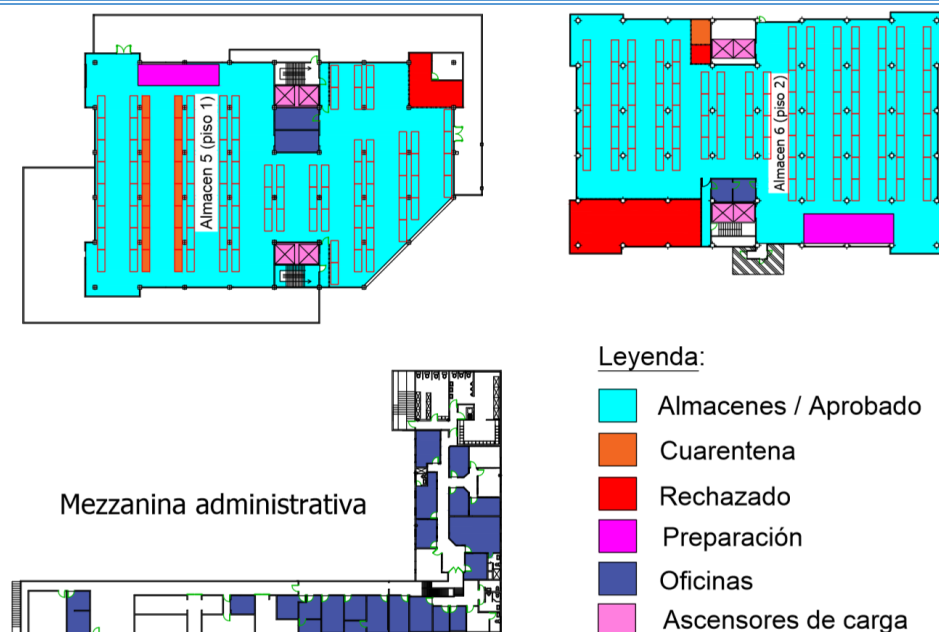 Almacén 5 (piso 1)
Almacen 6 (piso 2)
Leyenda:
Almacenes / Aprobado
Cuarentena
Rechazado
Preparación
Oficinas
Ascensores de carga
Mezzanina administrativa